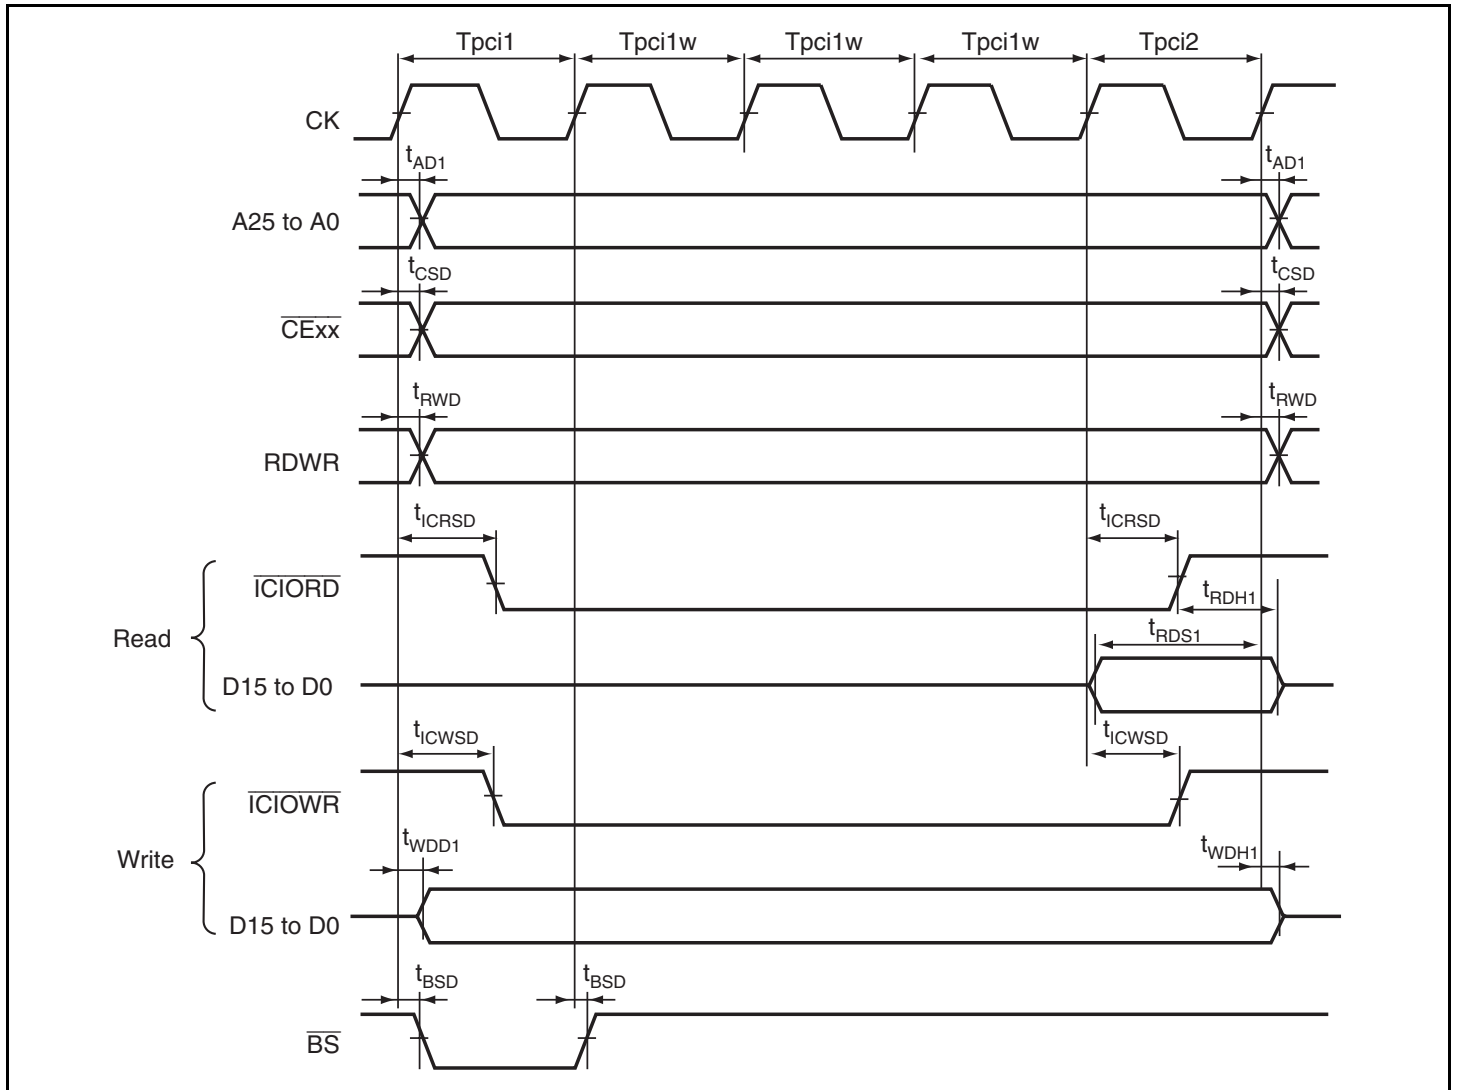 Tpci1 Tpci1w Tpci1w Tpci1w Tpci2
CK
tAD1 tAD1
A25 to A0
tCSD tCSD
CExx
tRWD tRWD
RDWR
tICRSD tICRSD
ICIORD
tRDH1
Read
tRDS1
D15 to D0
tICWSD tICWSD
ICIOWR
tWDD1 tWDH1
Write
D15 to D0
tBSD tBSD
BS